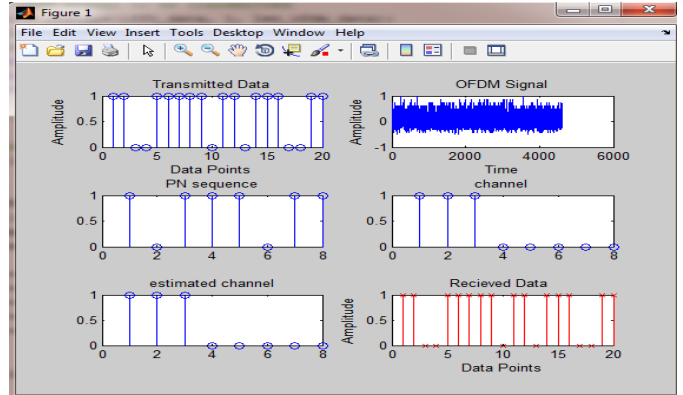 Figure 1
File Edit View Insert Tools Desktop Window Help
Transmitted Data
Amplitude
1
0.5
0
0 5 10 15 20
Data Points
OFDM Signal
Amplitude
1
0
-1
0 2000 4000 6000
Time
PN sequence
1
0.5
0
0 2 4 6 8
channel
1
0.5
0
0 2 4 6 8
estimated channel
1
0.5
0
0 2 4 6 8
Recieved Data
Amplitude
1
0.5
0
0 5 10 15 20
Data Points